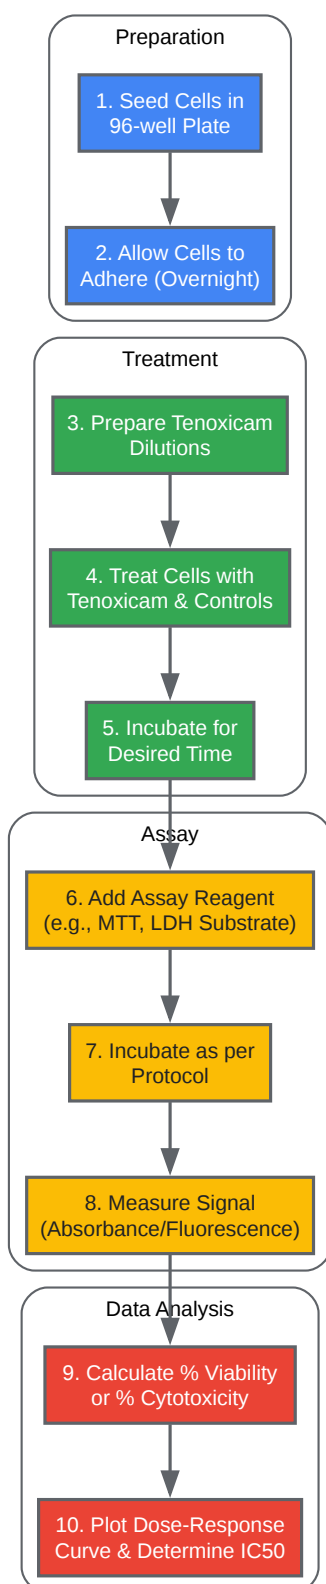 Preparation
1. Seed Cells in
96-well Plate
2. Allow Cells to
Adhere (Overnight)
Treatment
3. Prepare Tenoxicam
Dilutions
4. Treat Cells with
Tenoxicam & Controls
5. Incubate for
Desired Time
Assay
6. Add Assay Reagent
(e.g., MTT, LDH Substrate)
7. Incubate as per
Protocol
8. Measure Signal
(Absorbance/Fluorescence)
Data Analysis
9. Calculate % Viability
or % Cytotoxicity
10. Plot Dose-Response
Curve & Determine IC50